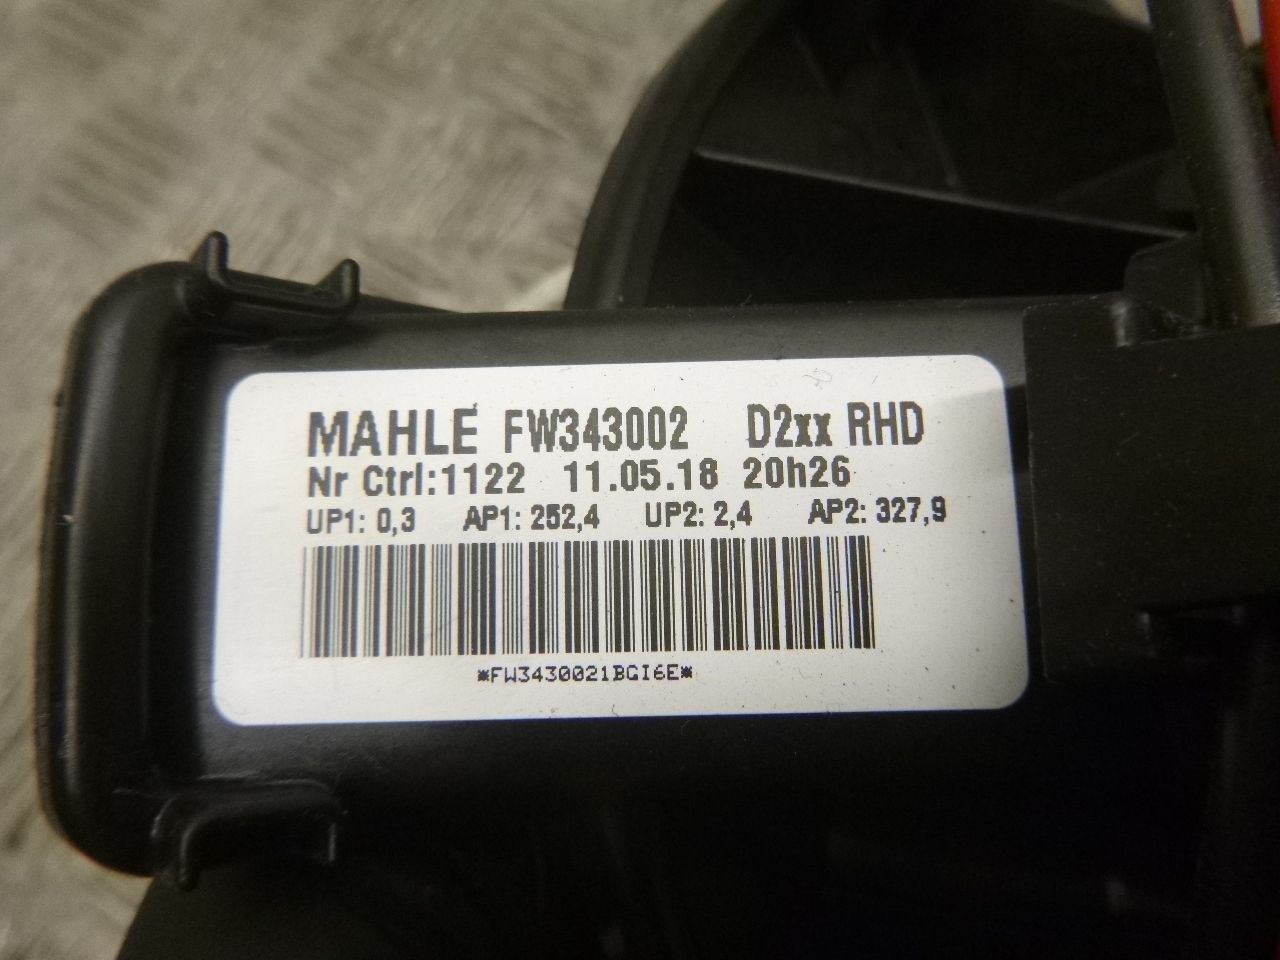 MAHLE FW343002 D2xx RHD
Nr Ctrl:1122 11.05.18 20h26
UP1: 0,3 AP1: 252,4 UP2: 2,4 AP2: 327,9
*FW3430021BGI6E*